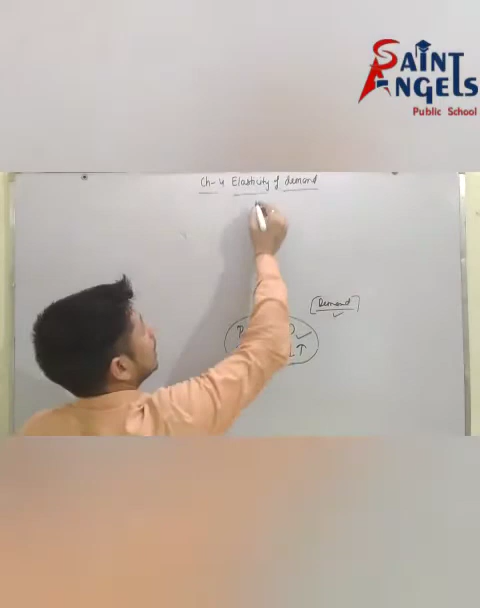 SAINT
ANGELS
Public School
Ch-4 Elasticity of demand
Demand